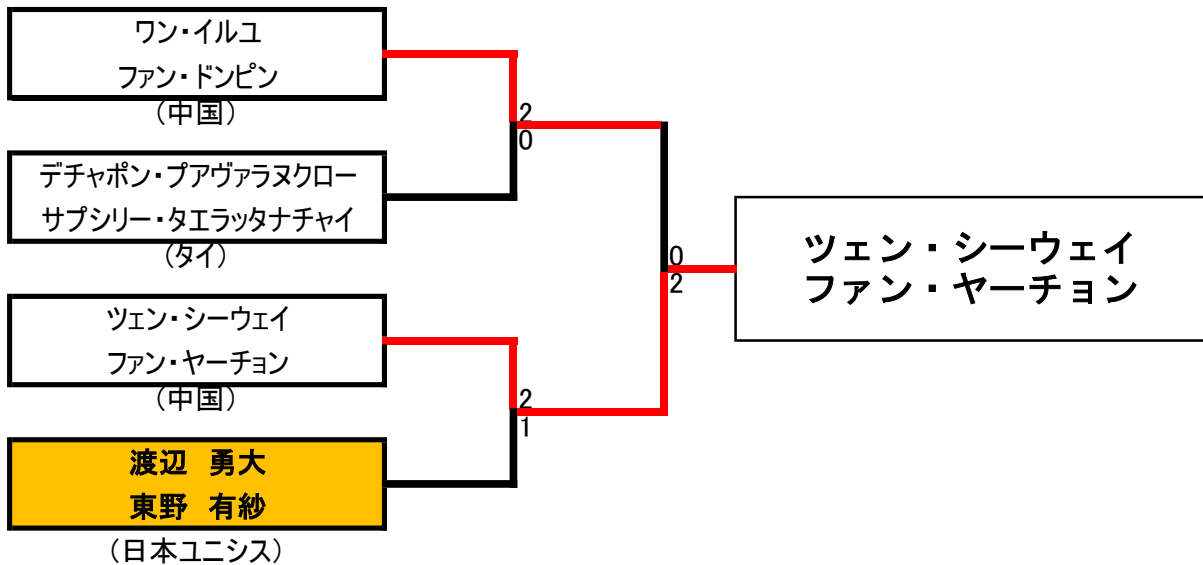 ワン・イルユ
ファン・ドンピン
(中国)
2
0
デチャポン・プアヴァラヌクロー
サプシリー・タエラッタナチャイ
(タイ)
0
2
ツェン・シーウェイ
ファン・ヤーチョン
ツェン・シーウェイ
ファン・ヤーチョン
(中国)
2
1
渡辺 勇大
東野 有紗
(日本ユニシス)